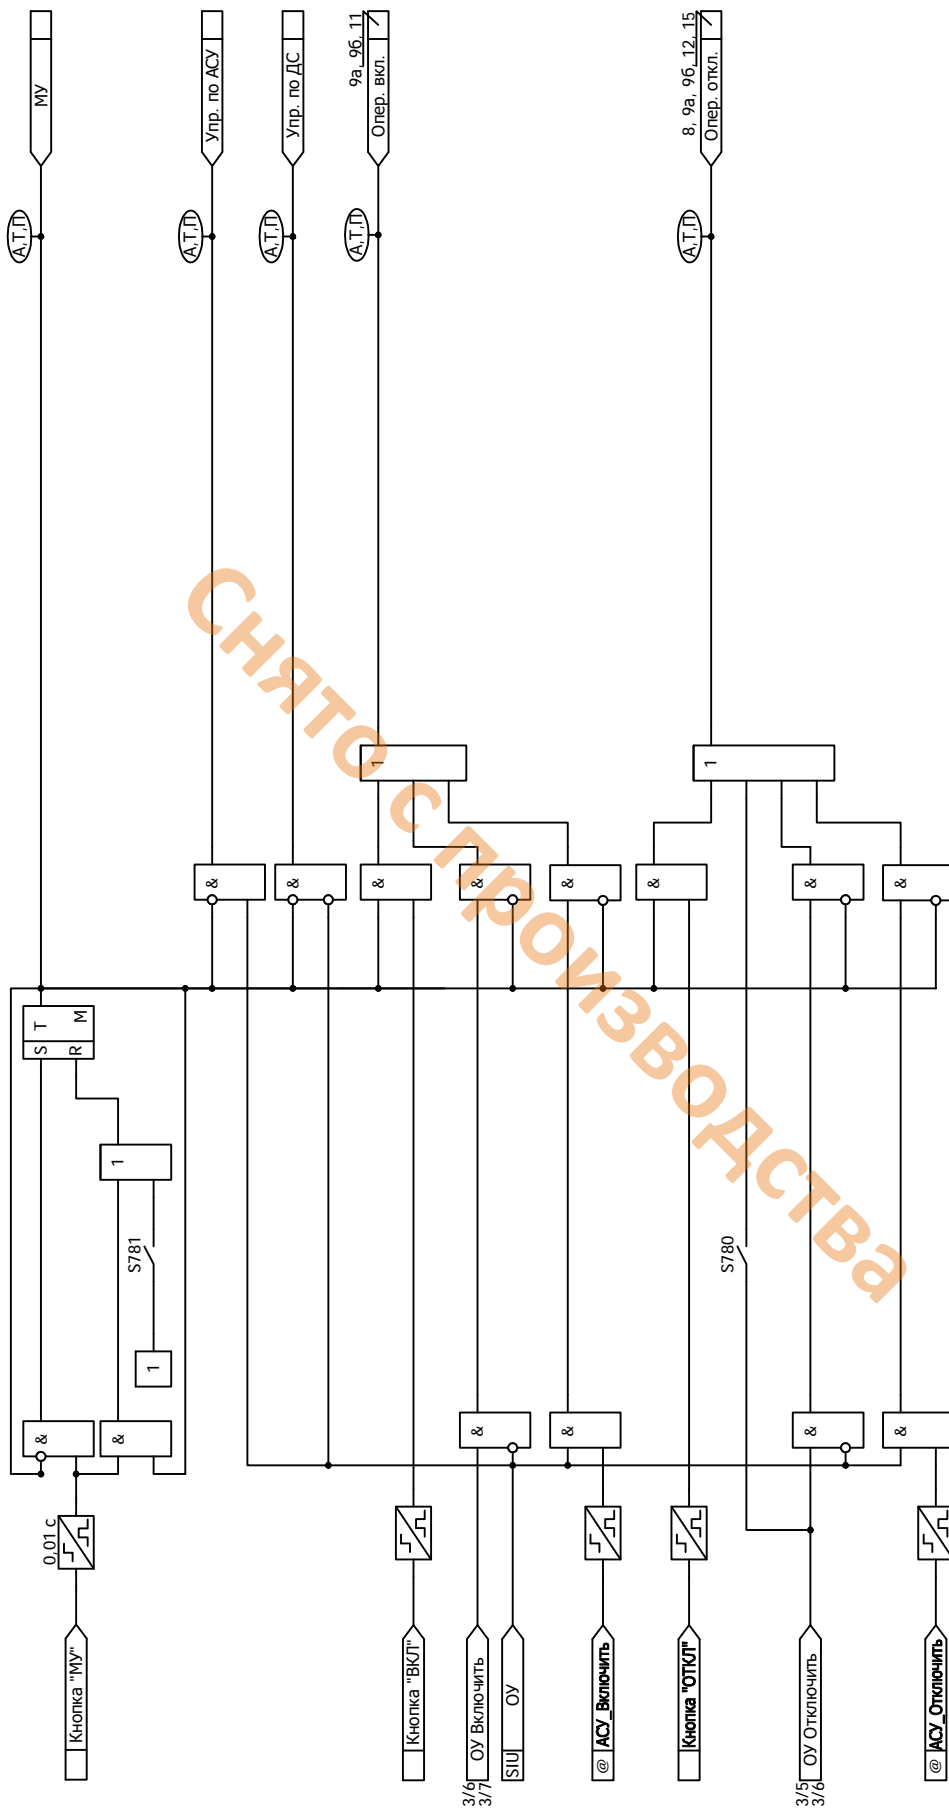 МУ
Упр. по АСУ
Упр. по ДС
9а, 9б, 11
Опер. вкл.
8, 9а, 9б, 12, 15
Опер. откл.
А,Т,П
А,Т,П
А,Т,П
А,Т,П
А,Т,П
1
1
&
&
&
&
&
&
&
&
S T
R M
1
S781
1
S780
&
&
&
&
&
&
0,01 с
Кнопка "МУ"
Кнопка "ВКЛ"
3/6
3/7
ОУ Включить
SIU ОУ
@ АСУ_Включить
Кнопка "ОТКЛ"
3/5
3/6
ОУ Отключить
@ АСУ_Отключить
Снято с производства